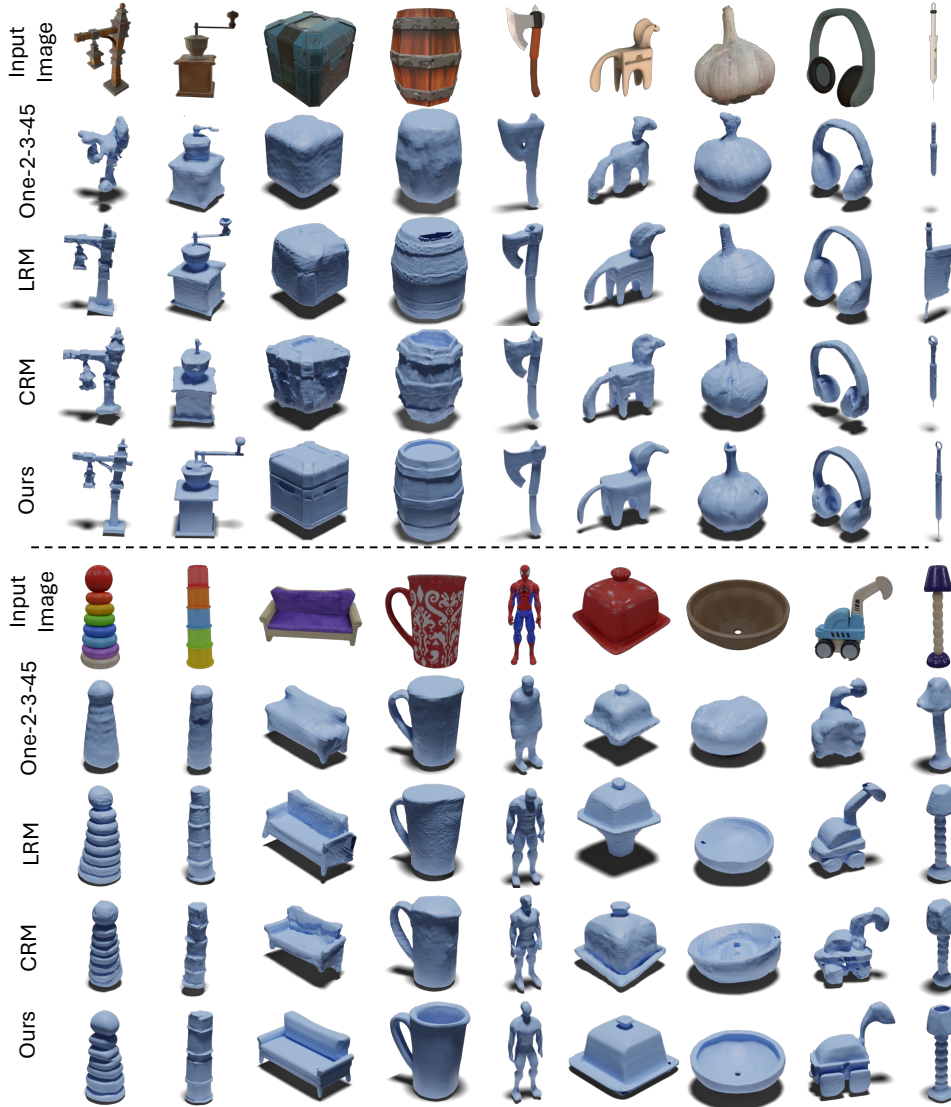 Input
Image
One-2-3-45
LRM
CRM
Ours
Input
Image
One-2-3-45
LRM
CRM
Ours